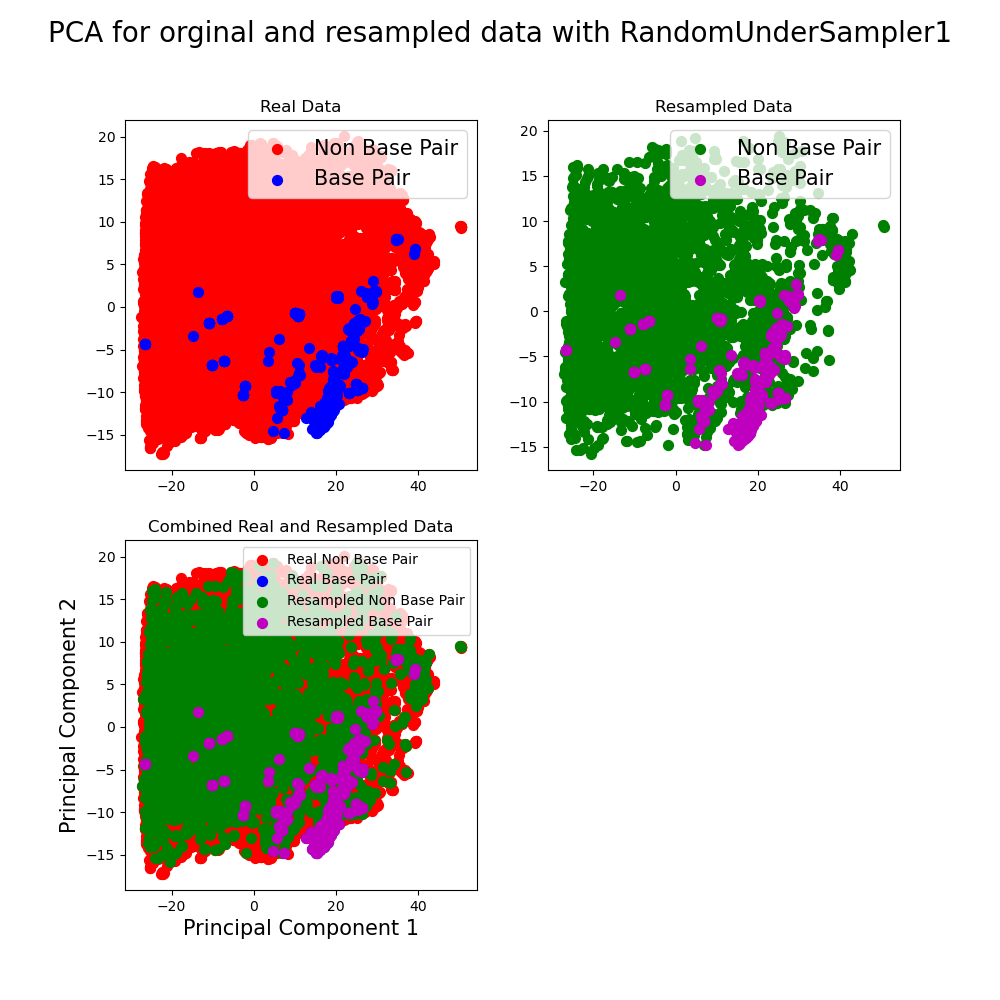 PCA for orginal and resampled data with RandomUnderSampler1
Real Data
Non Base Pair
Base Pair
20
15
10
5
0
−5
−10
−15
−20 0 20 40
Resampled Data
Non Base Pair
Base Pair
20
15
10
5
0
−5
−10
−15
−20 0 20 40
Combined Real and Resampled Data
Real Non Base Pair
Real Base Pair
Resampled Non Base Pair
Resampled Base Pair
20
15
10
5
0
−5
−10
−15
−20 0 20 40
Principal Component 2
Principal Component 1